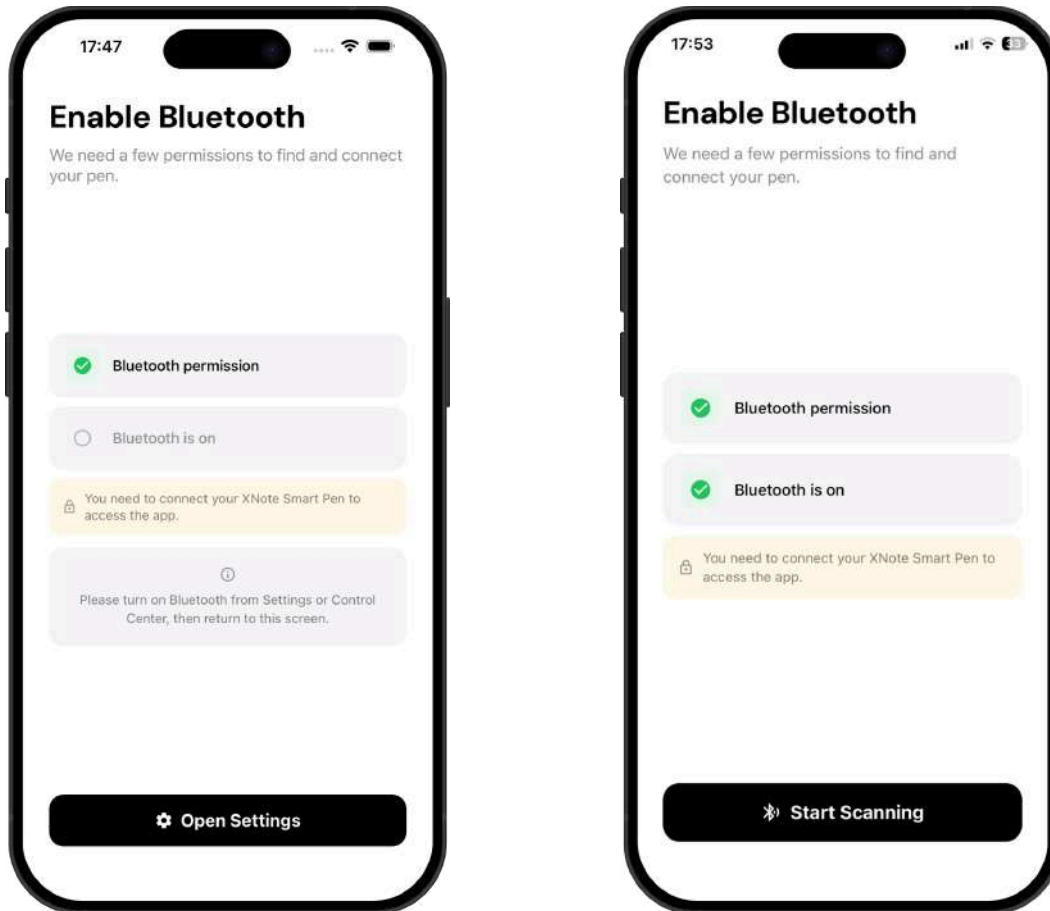 17:47
Enable Bluetooth
We need a few permissions to find and connect
your pen.
Bluetooth permission
Bluetooth is on
You need to connect your XNote Smart Pen to
access the app.
Please turn on Bluetooth from Settings or Control
Center, then return to this screen.
Open Settings
17:53
33
Enable Bluetooth
We need a few permissions to find and
connect your pen.
Bluetooth permission
Bluetooth is on
You need to connect your XNote Smart Pen to
access the app.
Start Scanning